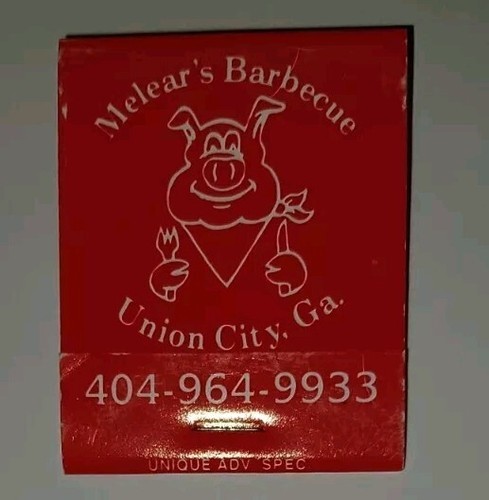 Melear's Barbecue
Union City, Ga.
404-964-9933
UNIQUE ADV SPEC